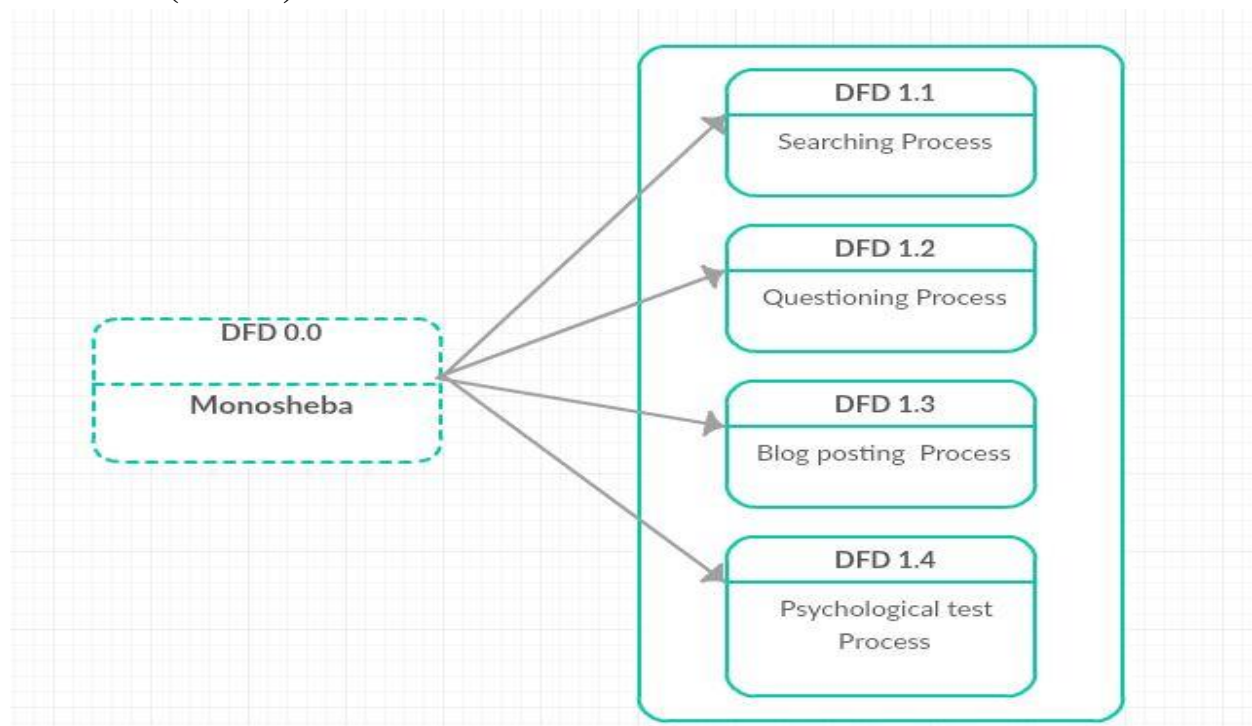 DFD 1.1
Searching Process
DFD 1.2
Questioning Process
DFD 0.0
Monosheba
DFD 1.3
Blog posting Process
DFD 1.4
Psychological test
Process